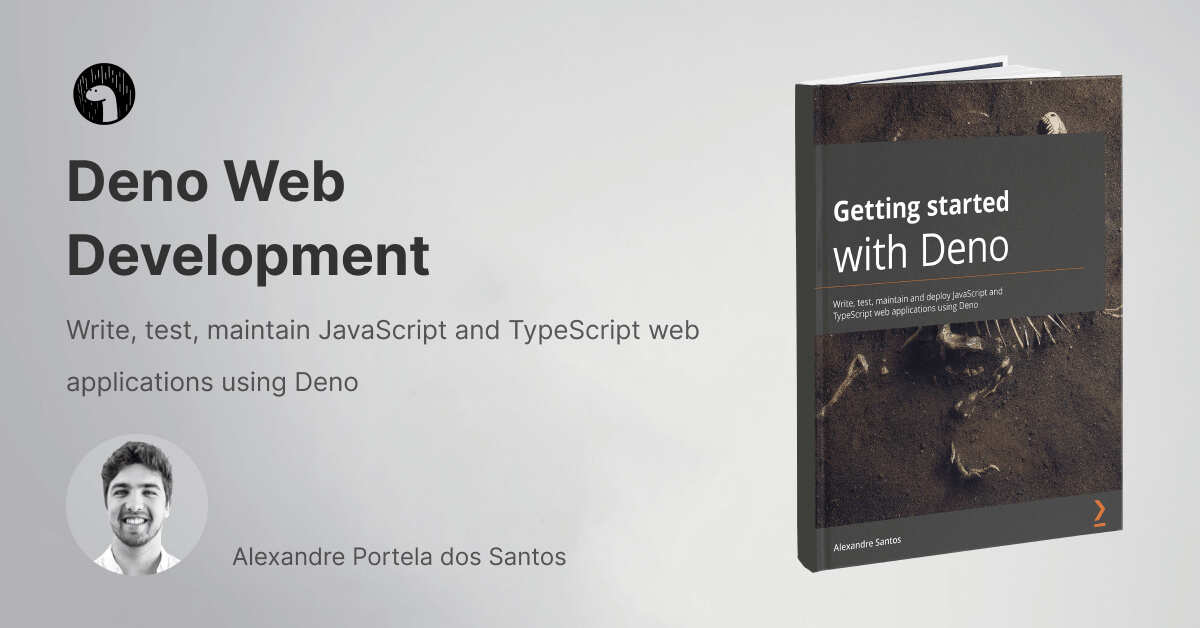 Deno Web
Development
Write, test, maintain JavaScript and TypeScript web
applications using Deno
Alexandre Portela dos Santos
Getting started
with Deno
Write, test, maintain and deploy JavaScript and
TypeScript web applications using Deno
Alexandre Santos